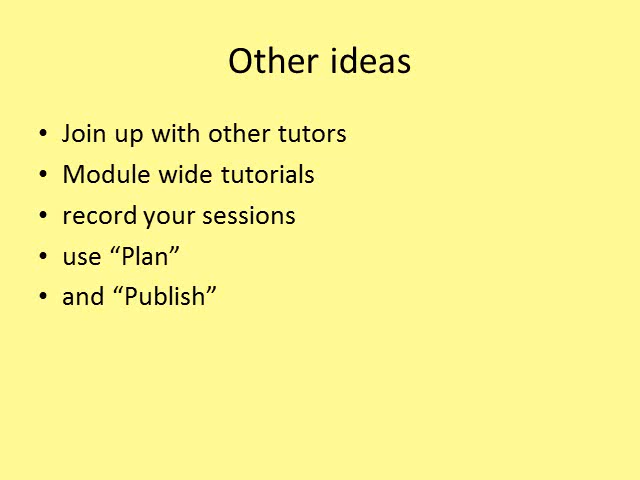 Other ideas
• Join up with other tutors
• Module wide tutorials
• record your sessions
• use “Plan”
• and “Publish”